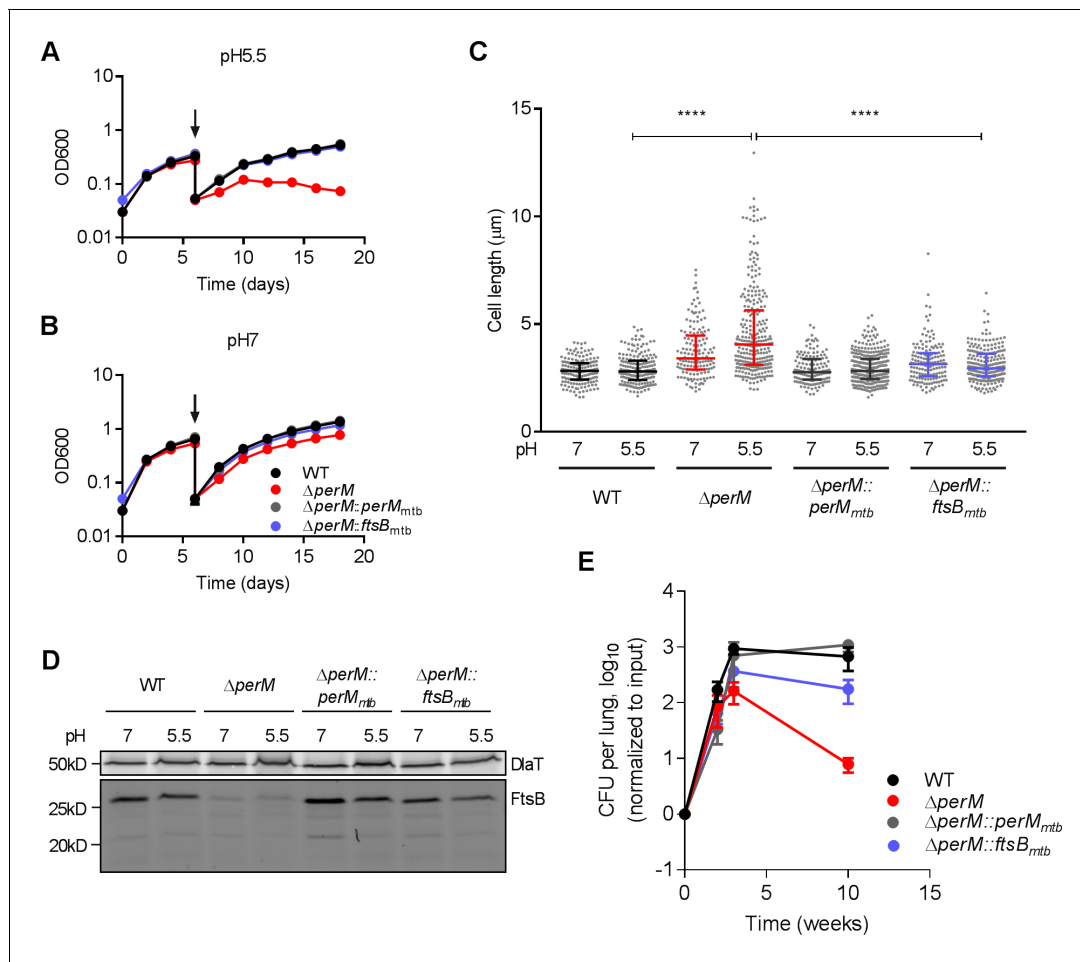 A
pH5.5
10
1
0.1
0.01
OD600
0 5 10 15 20
Time (days)
B
pH7
10
1
0.1
0.01
OD600
WT
ΔperM
ΔperM::permMmtb
ΔperM::ftsBmtb
0 5 10 15 20
Time (days)
C
15
10
5
0
Cell length (μm)
**** ****
pH 7 5.5 7 5.5 7 5.5 7 5.5
WT ΔperM ΔperM:: ΔperM::
perMmtb ftsBmtb
D
ΔperM:: ΔperM::
WT ΔperM perMmtb ftsBmtb
pH 7 5.5 7 5.5 7 5.5 7 5.5
50kD DlaT
25kD FtsB
20kD
E
4
3
2
1
0
-1
CFU per lung, log10
(normalized to input)
WT
ΔperM
ΔperM::perMmtb
ΔperM::ftsBmtb
0 5 10 15
Time (weeks)